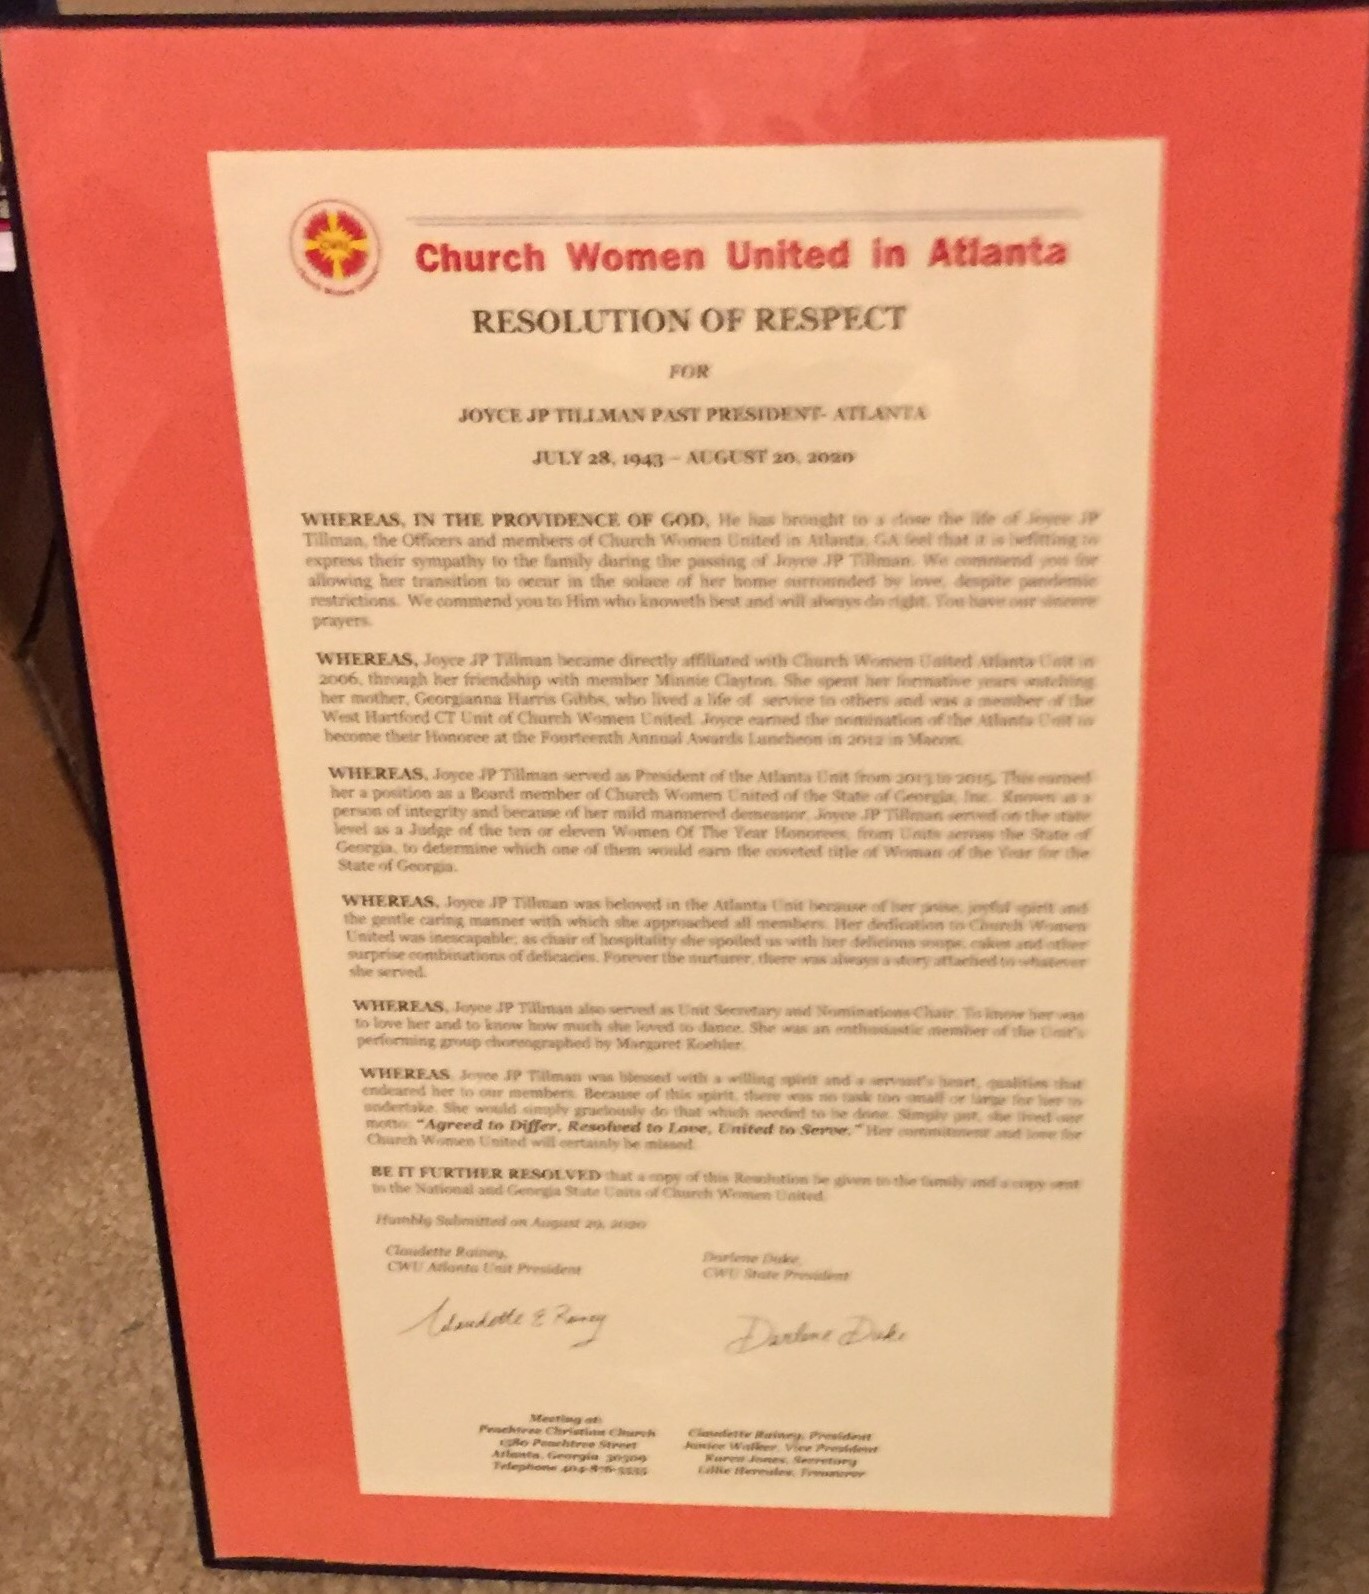 CWU
Church Women United in Atlanta
RESOLUTION OF RESPECT
FOR
JOYCE JP TILLMAN PAST PRESIDENT- ATLANTA
JULY 28, 1943 – AUGUST 20, 2020
WHEREAS, IN THE PROVIDENCE OF GOD, He has brought to a close the life of Joyce JP
Tillman, the Officers and members of Church Women United in Atlanta, GA feel that it is befitting to
express their sympathy to the family during the passing of Joyce JP Tillman. We commend you for
allowing her transition to occur in the solace of her home surrounded by love, despite pandemic
restrictions. We commend you to Him who knoweth best and will always do right. You have our sincere
prayers.
WHEREAS, Joyce JP Tillman became directly affiliated with Church Women United Atlanta Unit in
2006, through her friendship with member Minnie Clayton. She spent her formative years watching
her mother, Georgianna Harris Gibbs, who lived a life of service to others and was a member of the
West Hartford CT Unit of Church Women United. Joyce earned the nomination of the Atlanta Unit to
become their Honoree at the Fourteenth Annual Awards Luncheon in 2012 in Macon.
WHEREAS, Joyce JP Tillman served as President of the Atlanta Unit from 2013 to 2015. This earned
her a position as a Board member of Church Women United of the State of Georgia, Inc. Known as a
person of integrity and because of her mild mannered demeanor, Joyce JP Tillman served on the state
level as a Judge of the ten or eleven Women Of The Year Honorees, from Units across the State of
Georgia, to determine which one of them would earn the coveted title of Woman of the Year for the
State of Georgia.
WHEREAS, Joyce JP Tillman was beloved in the Atlanta Unit because of her poise, joyful spirit and
the gentle caring manner with which she approached all members. Her dedication to Church Women
United was inescapable; as chair of hospitality she spoiled us with her delicious soups, cakes and other
surprise combinations of delicacies. Forever the nurturer, there was always a story attached to whatever
she served.
WHEREAS, Joyce JP Tillman also served as Unit Secretary and Nominations Chair. To know her was
to love her and to know how much she loved to dance. She was an enthusiastic member of the Unit's
performing group choreographed by Margaret Koehler.
WHEREAS, Joyce JP Tillman was blessed with a willing spirit and a servant's heart, qualities that
endeared her to our members. Because of this spirit, there was no task too small or large for her to
undertake. She would simply graciously do that which needed to be done. Simply put, she lived our
motto: "Agreed to Differ, Resolved to Love, United to Serve." Her commitment and love for
Church Women United will certainly be missed.
BE IT FURTHER RESOLVED that a copy of this Resolution be given to the family and a copy sent
to the National and Georgia State Units of Church Women United.
Humbly Submitted on August 29, 2020
Claudette Rainey,
CWU Atlanta Unit President
Darlene Duke,
CWU State President
Claudette E Rainey
Darlene Duke
Meeting at:
Peachtree Christian Church
1580 Peachtree Street
Atlanta, Georgia 30309
Telephone 404-876-5535
Claudette Rainey, President
Janice Walker, Vice President
Karen Jones, Secretary
Lillie Hercules, Treasurer